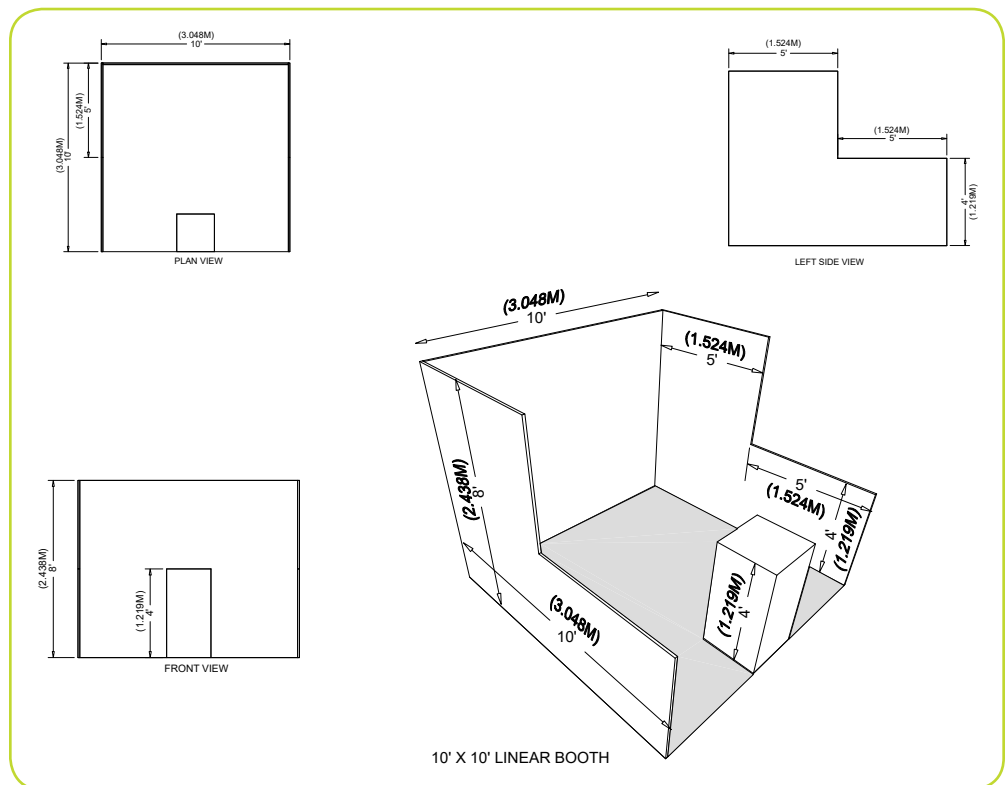 (3.048M)
10'
(1.524M)
5'
(3.048M)
10'
PLAN VIEW
(1.524M)
5'
(1.524M)
5'
4'
(1.219M)
LEFT SIDE VIEW
(3.048M)
10'
(1.524M)
5'
(2.438M)
8'
5'
(1.524M)
4'
(1.219M)
(1.219M)
4'
(3.048M)
10'
(2.438M)
8'
(1.219M)
4'
FRONT VIEW
10' X 10' LINEAR BOOTH